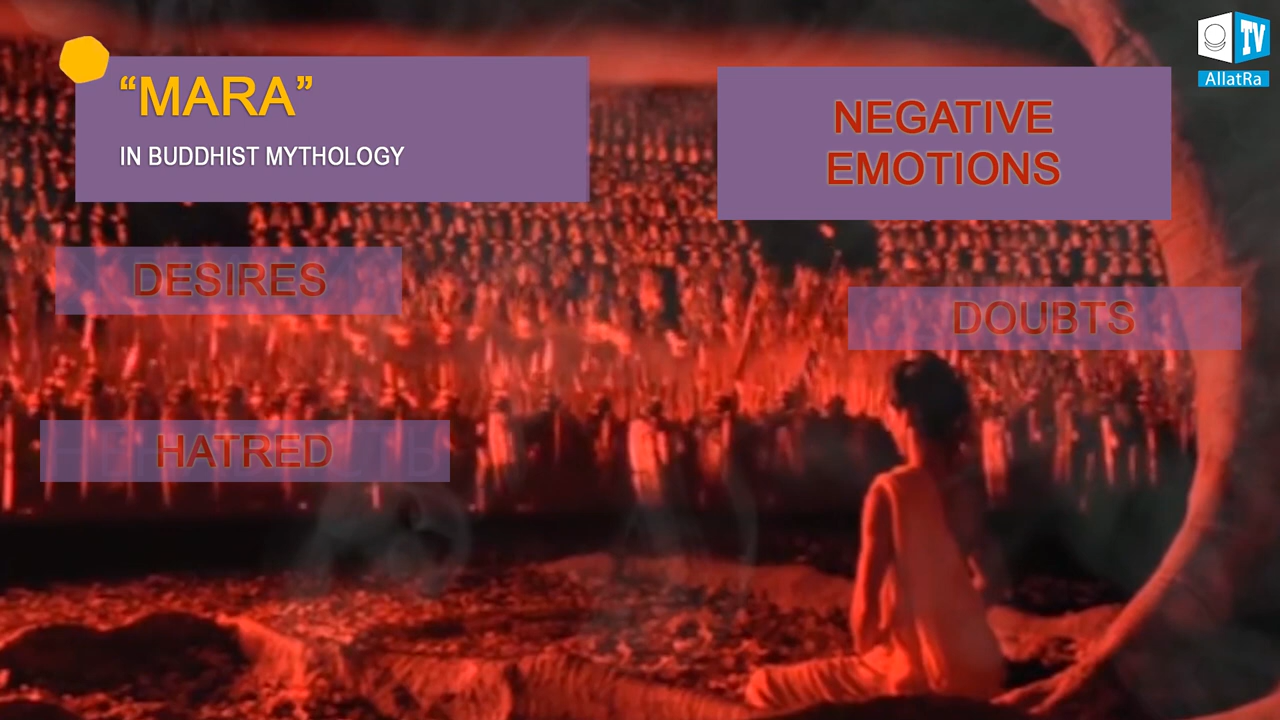 “MARA”
IN BUDDHIST MYTHOLOGY
NEGATIVE
EMOTIONS
DESIRES
DOUBTS
HATRED
TV
AllatRa